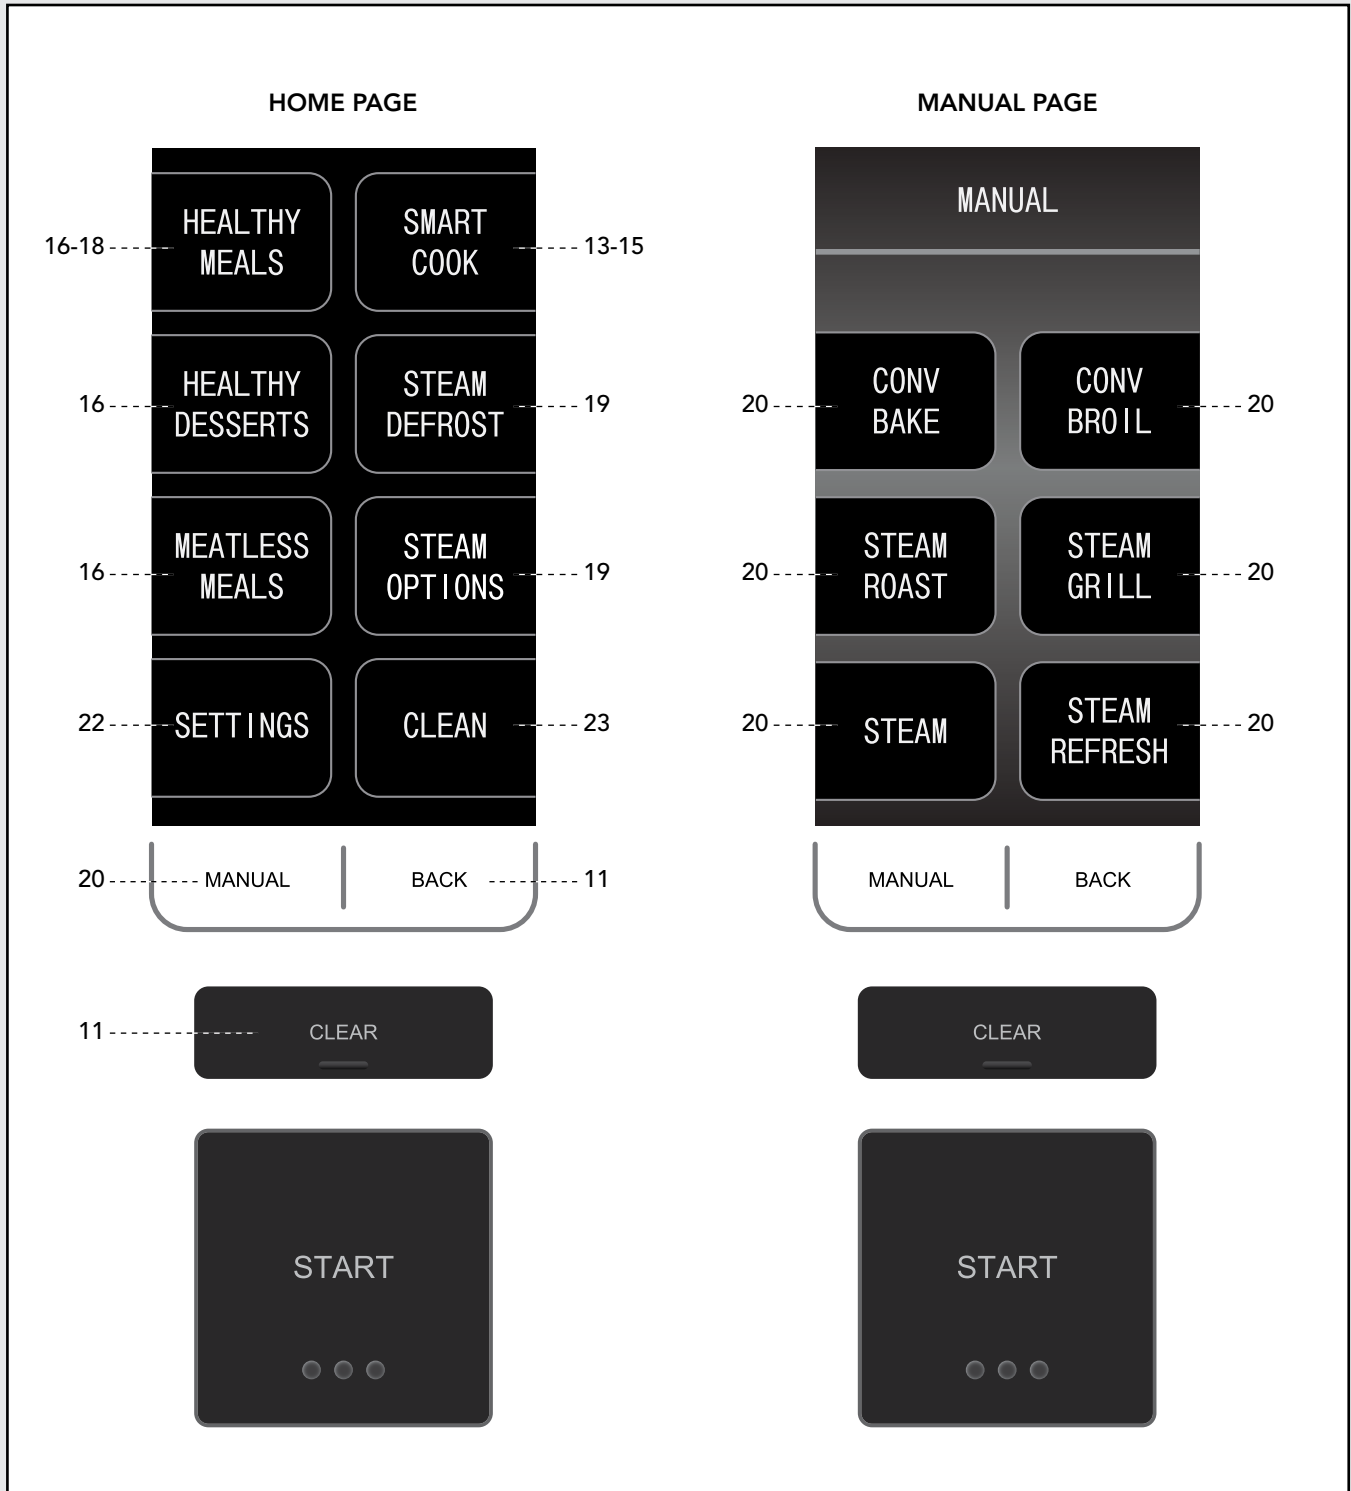 HOME PAGE
HEALTHY
MEALS
SMART
COOK
16-18
13-15
HEALTHY
DESSERTS
STEAM
DEFROST
16
19
MEATLESS
MEALS
STEAM
OPTIONS
16
19
SETTINGS
CLEAN
22
23
MANUAL
BACK
20
11
CLEAR
11
START
MANUAL PAGE
MANUAL
CONV
BAKE
CONV
BROIL
20
20
STEAM
ROAST
STEAM
GRILL
20
20
STEAM
STEAM
REFRESH
20
20
MANUAL
BACK
CLEAR
START